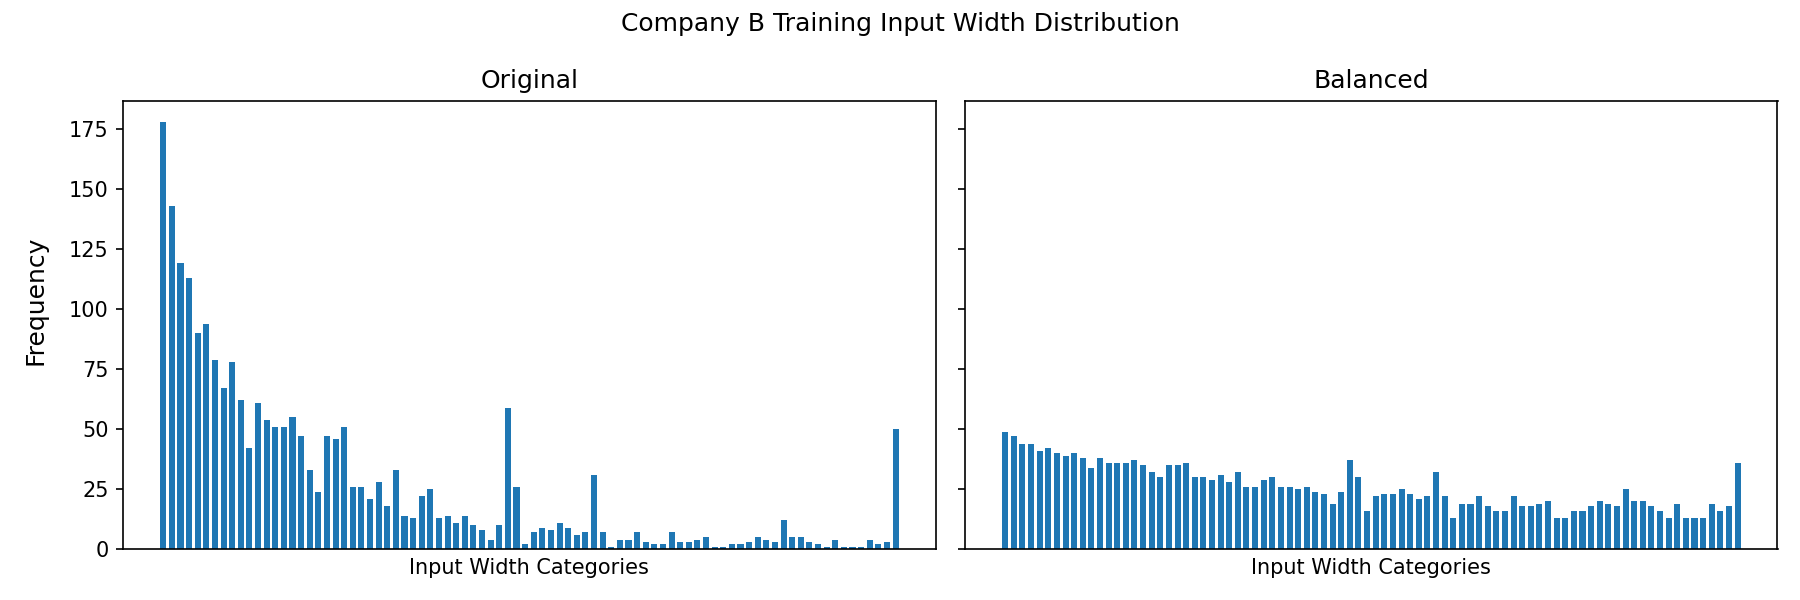 Company B Training Input Width Distribution
Original
Balanced
Frequency
175
150
125
100
75
50
25
0
Input Width Categories
Input Width Categories